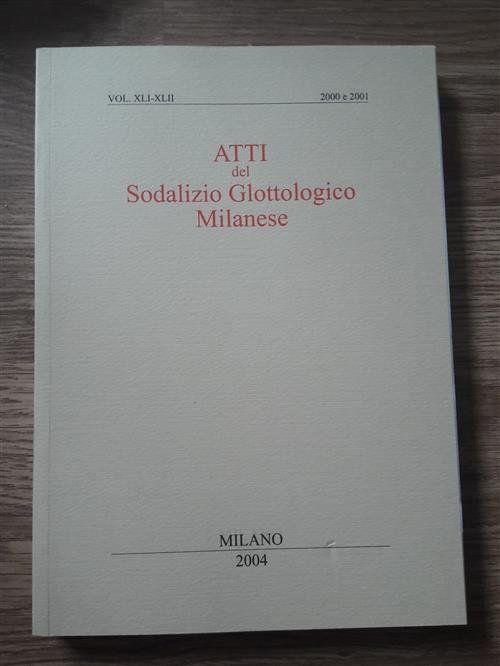 VOL. XLI-XLII 2000 e 2001
ATTI
del
Sodalizio Glottologico
Milanese
MILANO
2004